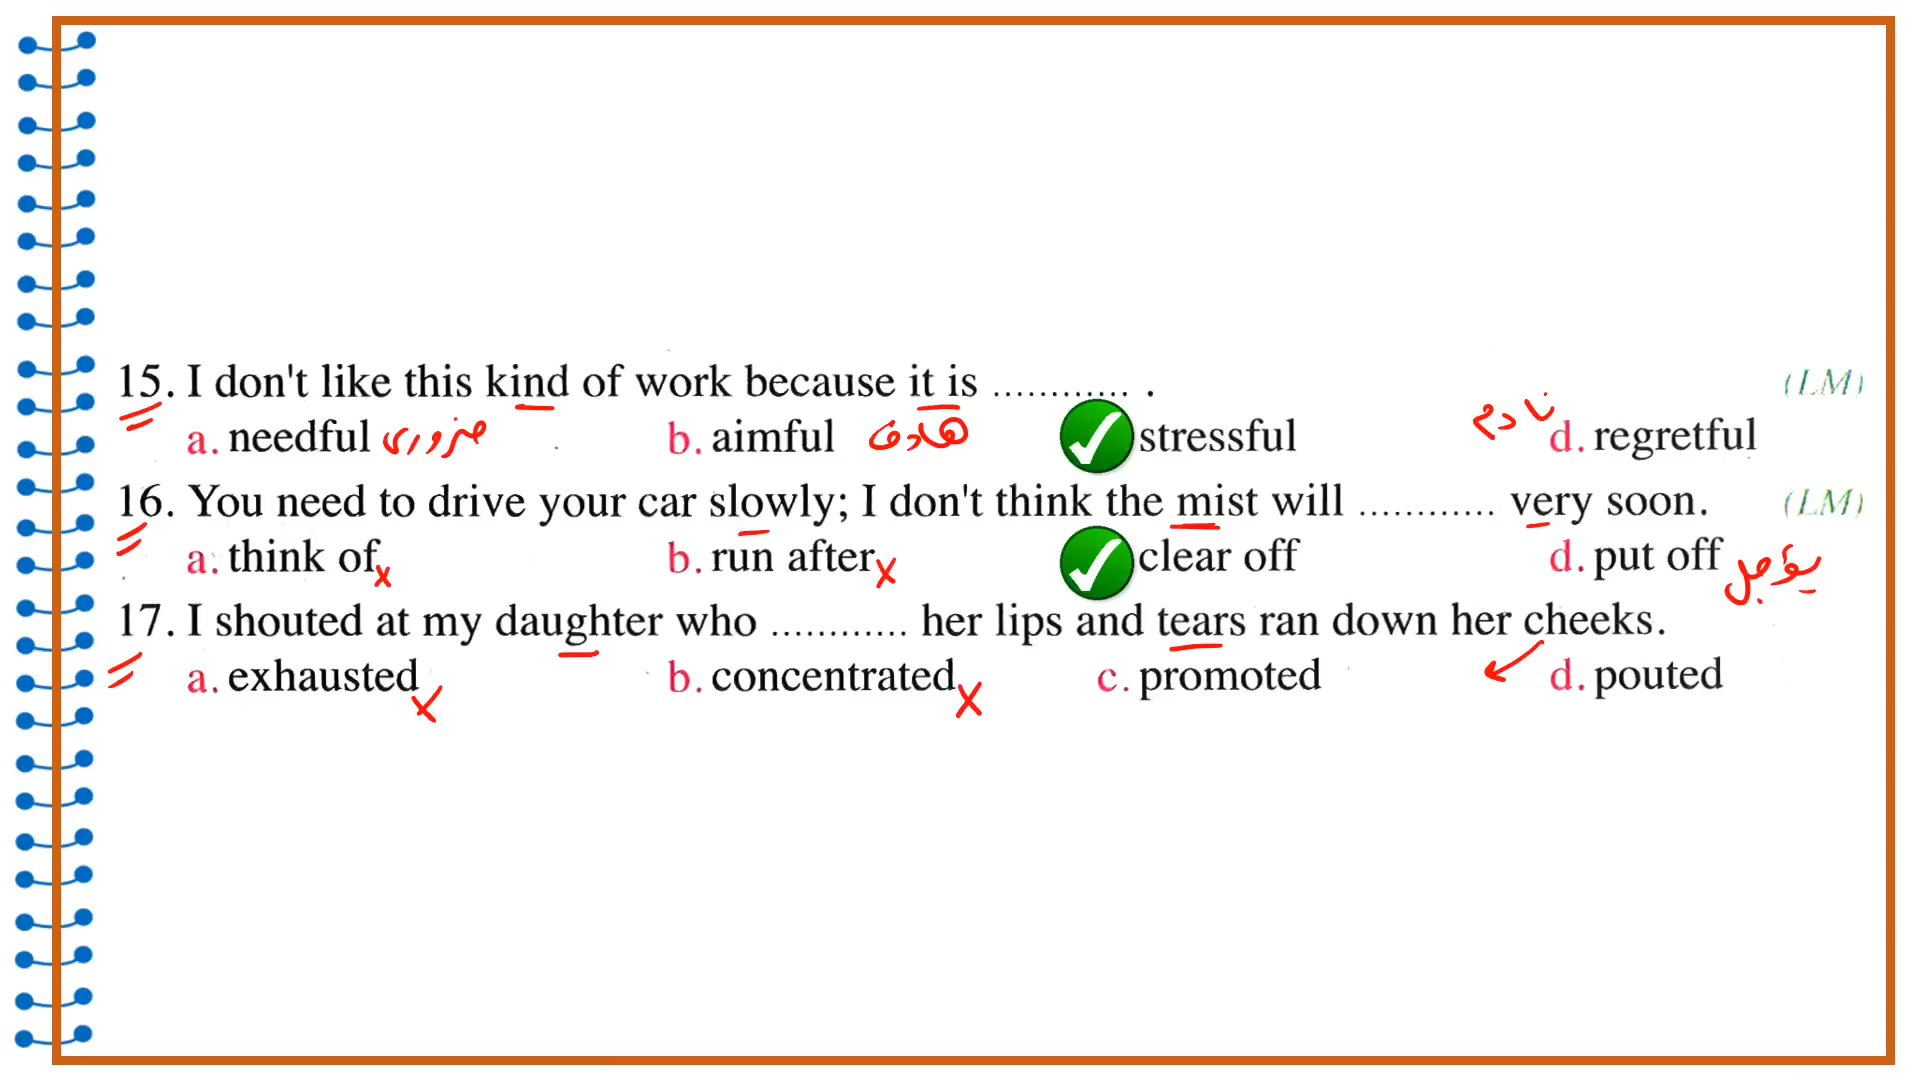 15. I don't like this kind of work because it is ............ . (LM)
a. needful ضروری b. aimful هادف stressful نادم d. regretful
16. You need to drive your car slowly; I don't think the mist will ............ very soon. (LM)
a. think of x b. run after x clear off d. put off يؤجل
17. I shouted at my daughter who ............ her lips and tears ran down her cheeks.
a. exhausted x b. concentrated x c. promoted d. pouted